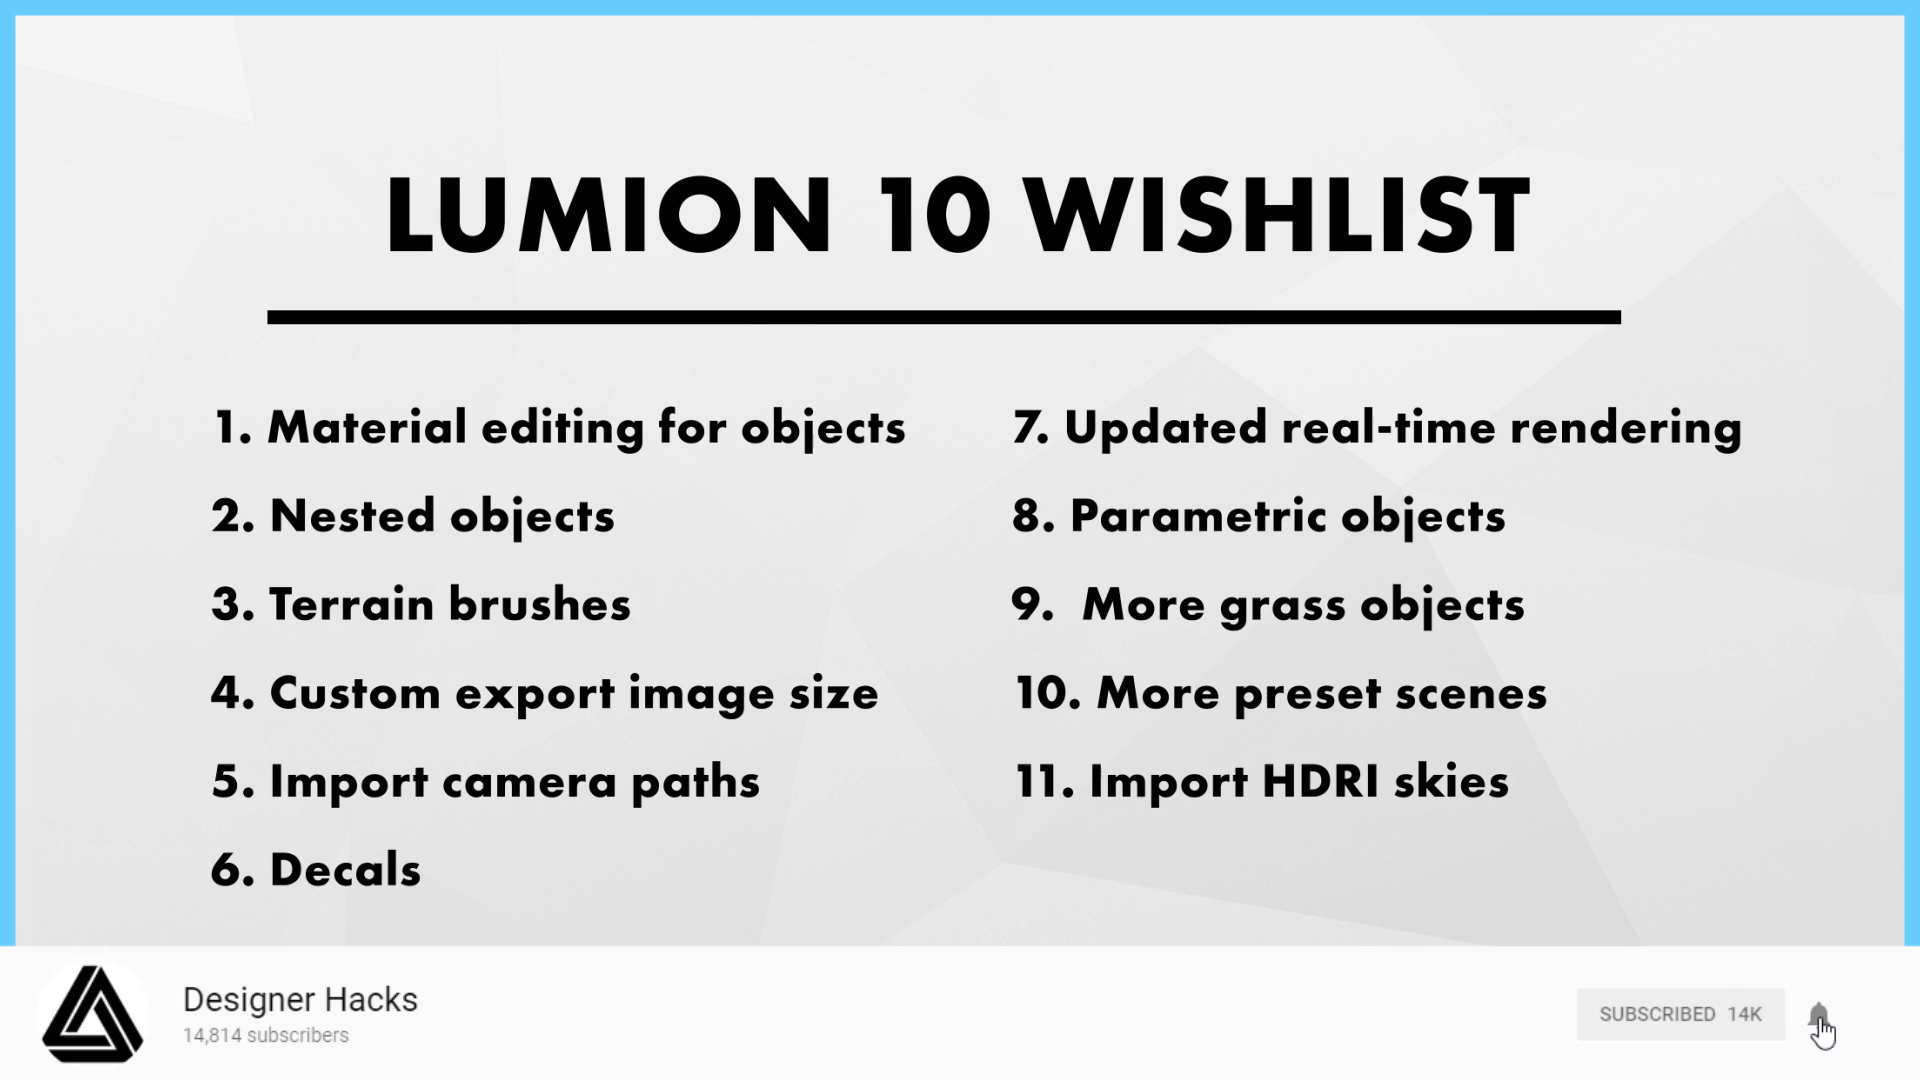 LUMION 10 WISHLIST
1. Material editing for objects
2. Nested objects
3. Terrain brushes
4. Custom export image size
5. Import camera paths
6. Decals
7. Updated real-time rendering
8. Parametric objects
9.  More grass objects
10. More preset scenes
11. Import HDRI skies
Designer Hacks
14,814 subscribers
SUBSCRIBED 14K